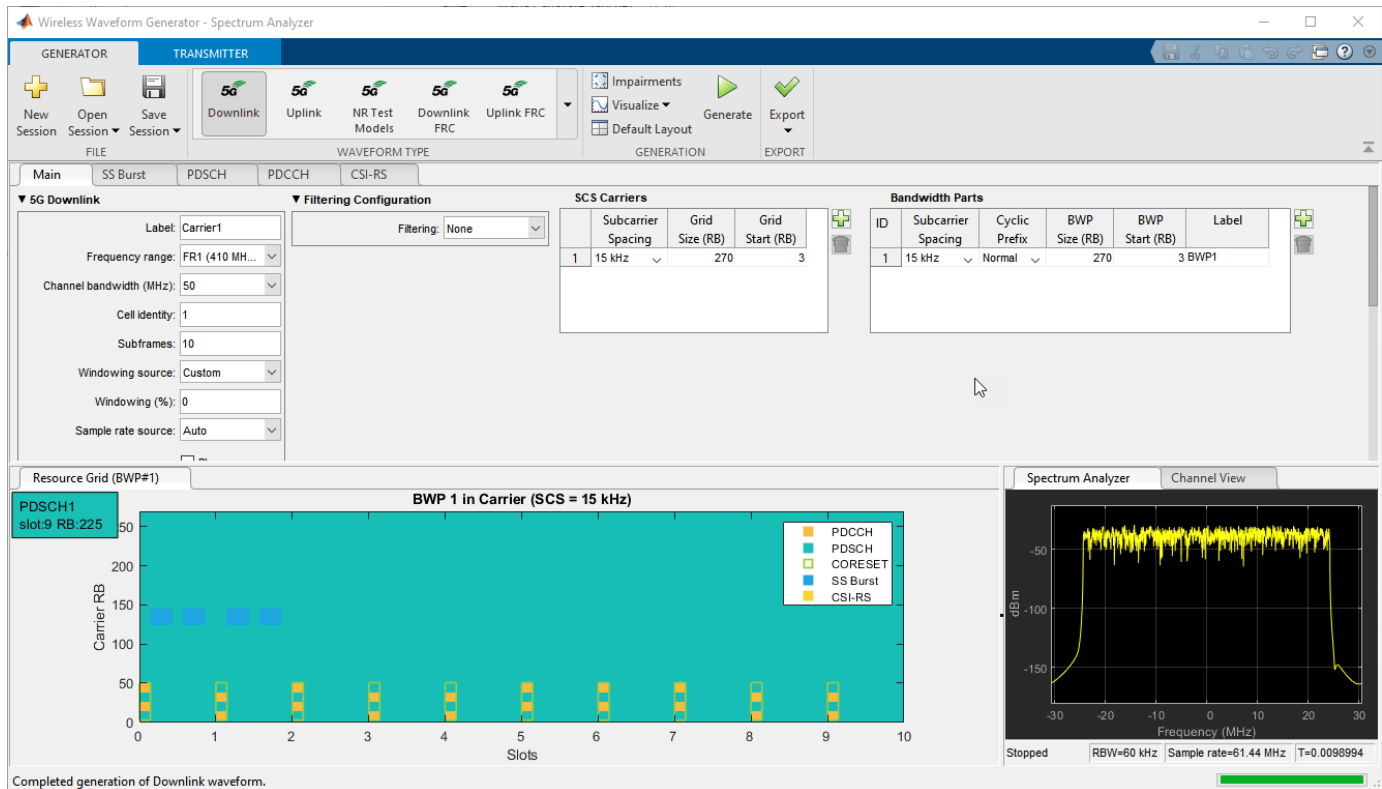 Wireless Waveform Generator - Spectrum Analyzer
GENERATOR TRANSMITTER
New Session
Open Session
Save Session
FILE
5G Downlink
5G Uplink
5G NR Test Models
5G Downlink FRC
5G Uplink FRC
WAVEFORM TYPE
Impairments
Visualize
Default Layout
Generate
GENERATION
Export
EXPORT
Main SS Burst PDSCH PDCCH CSI-RS
5G Downlink
Label: Carrier1
Frequency range: FR1 (410 MH...
Channel bandwidth (MHz): 50
Cell identity: 1
Subframes: 10
Windowing source: Custom
Windowing (%): 0
Sample rate source: Auto
Filtering Configuration
Filtering: None
SCS Carriers
Subcarrier Spacing Grid Size (RB) Grid Start (RB)
1 15 kHz 270 3
Bandwidth Parts
ID Subcarrier Spacing Cyclic Prefix BWP Size (RB) BWP Start (RB) Label
1 15 kHz Normal 270 3 BWP1
Resource Grid (BWP#1)
PDSCH1
slot:9 RB:225
BWP 1 in Carrier (SCS = 15 kHz)
50
200
150
100
50
0
Carrier RB
0 1 2 3 4 5 6 7 8 9 10
Slots
PDCCH
PDSCH
CORESET
SS Burst
CSI-RS
Spectrum Analyzer Channel View
-50
-100
-150
dBm
-30 -20 -10 0 10 20 30
Frequency (MHz)
Stopped RBW=60 kHz Sample rate=61.44 MHz T=0.0098994
Completed generation of Downlink waveform.